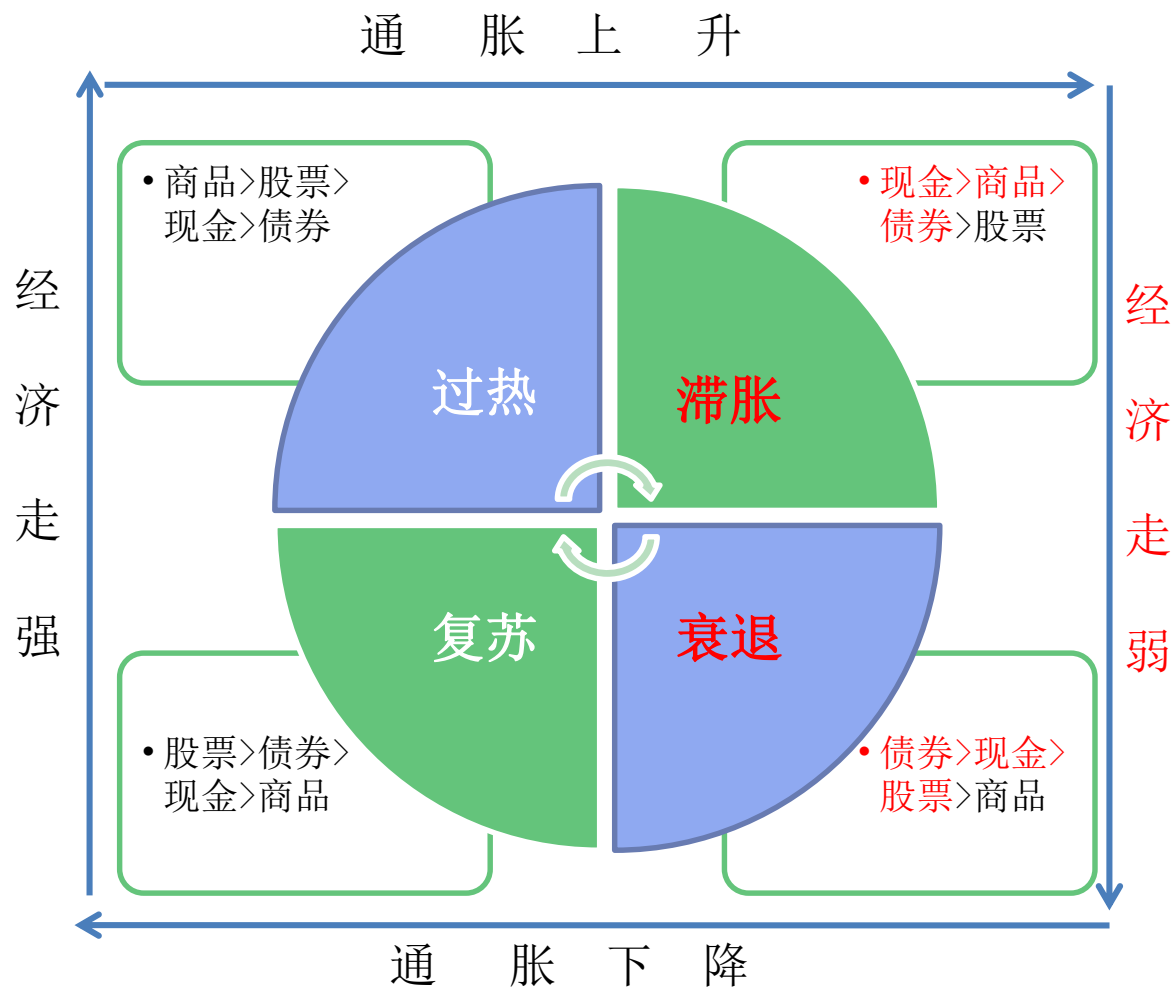 通胀上升
• 商品>股票>
现金>债券
• 现金>商品>
债券>股票
经济走强
经济走弱
过热
滞胀
复苏
衰退
• 股票>债券>
现金>商品
• 债券>现金>
股票>商品
通胀下降